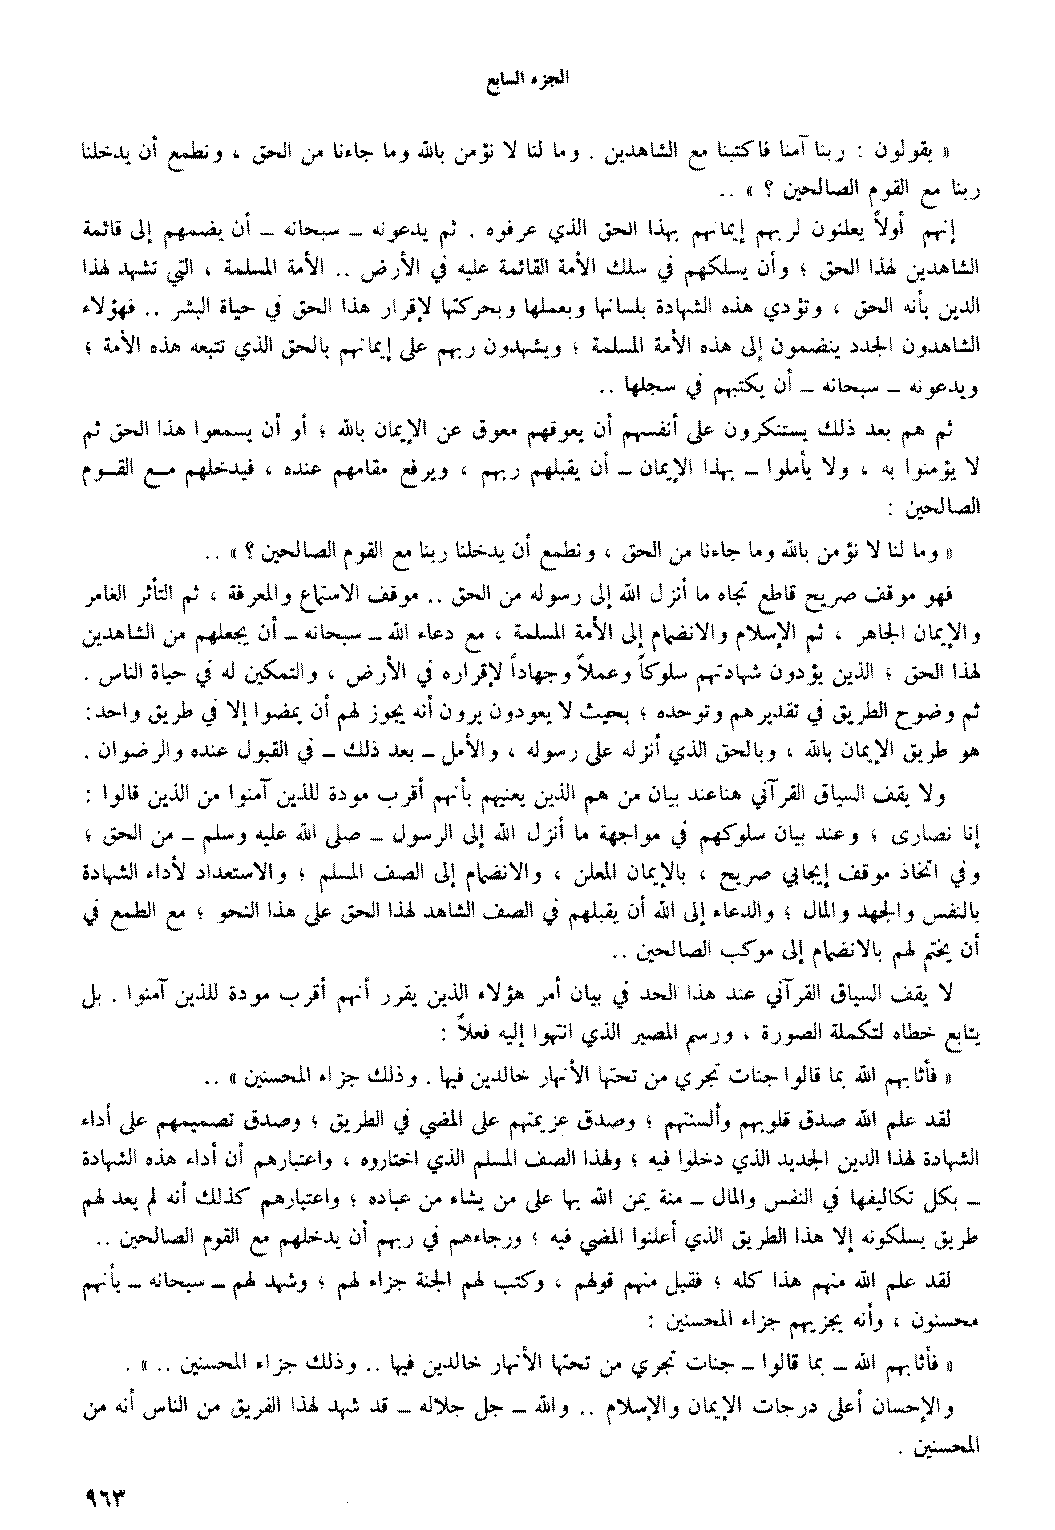 الجزء السابع
« يقولون : ربنا آمنا فاكتبنا مع الشاهدين . وما لنا لا نؤمن بالله وما جاءنا من الحق ، ونطمع أن يدخلنا
ربنا مع القوم الصالحين ؟ » ..
إنهم أولاً يعلنون لربهم إيمانهم بهذا الحق الذي عرفوه . ثم يدعونه – سبحانه – أن يضمهم إلى قائمة
الشاهدين لهذا الحق ؛ وأن يسلكهم في سلك الأمة القائمة عليه في الأرض .. الأمة المسلمة ، التي تشهد لهذا
الدين بأنه الحق ، وتؤدي هذه الشهادة بلسانها وبعملها وبحركتها لإقرار هذا الحق في حياة البشر .. فهؤلاء
الشاهدون الجدد ينضمون إلى هذه الأمة المسلمة ؛ ويشهدون ربهم على إيمانهم بالحق الذي تتبعه هذه الأمة ؛
ويدعونه – سبحانه – أن يكتبهم في سجلها ..
ثم هم بعد ذلك يستنكرون على أنفسهم أن يعوقهم معوق عن الإيمان بالله ؛ أو أن يسمعوا هذا الحق ثم
لا يؤمنوا به ، ولا يأملوا – بهذا الإيمان – أن يقبلهم ربهم ، ويرفع مقامهم عنده ، فيدخلهم مـع القـوم
الصالحين :
« وما لنا لا نؤمن بالله وما جاءنا من الحق ، ونطمع أن يدخلنا ربنا مع القوم الصالحين ؟ » ..
فهو موقف صريح قاطع تجاه ما أنزل الله إلى رسوله من الحق .. موقف الاستماع والمعرفة ، ثم التأثر الغامر
والإيمان الجاهر ، ثم الإسلام والانضمام إلى الأمة المسلمة ، مع دعاء الله – سبحانه – أن يجعلهم من الشاهدين
لهذا الحق ؛ الذين يؤدون شهادتهم سلوكاً وعملاً وجهاداً لإقراره في الأرض ، والتمكين له في حياة الناس .
ثم وضوح الطريق في تقديرهم وتوحده ؛ بحيث لا يعودون يرون أنه يجوز لهم أن يمضوا إلا في طريق واحد:
هو طريق الإيمان بالله ، وبالحق الذي أنزله على رسوله ، والأمل – بعد ذلك – في القبول عنده والرضوان .
ولا يقف السياق القرآني هناعند بيان من هم الذين يعنيهم بأنهم أقرب مودة للذين آمنوا من الذين قالوا :
إنا نصارى ؛ وعند بيان سلوكهم في مواجهة ما أنزل الله إلى الرسول – صلى الله عليه وسلم – من الحق ؛
وفي اتخاذ موقف إيجابي صريح ، بالإيمان المعلن ، والانضمام إلى الصف المسلم ؛ والاستعداد لأداء الشهادة
بالنفس والجهد والمال ؛ والدعاء إلى الله أن يقبلهم في الصف الشاهد لهذا الحق على هذا النحو ؛ مع الطمع في
أن يختم لهم بالانضمام إلى موكب الصالحين ..
لا يقف السياق القرآني عند هذا الحد في بيان أمر هؤلاء الذين يقرر أنهم أقرب مودة للذين آمنوا . بل
يتابع خطاه لتكملة الصورة ، ورسم المصير الذي انتهوا إليه فعلاً :
« فأثابهم الله بما قالوا جنات تجري من تحتها الأنهار خالدين فيها . وذلك جزاء المحسنين » ..
لقد علم الله صدق قلوبهم وألسنتهم ؛ وصدق عزيمتهم على المضي في الطريق ؛ وصدق تصميمهم على أداء
الشهادة لهذا الدين الجديد الذي دخلوا فيه ؛ ولهذا الصف المسلم الذي اختاروه ، واعتبارهم أن أداء هذه الشهادة
– بكل تكاليفها في النفس والمال – منة يمن الله بها على من يشاء من عباده ؛ واعتبارهم كذلك أنه لم يعد لهم
طريق يسلكونه إلا هذا الطريق الذي أعلنوا المضي فيه ؛ ورجاءهم في ربهم أن يدخلهم مع القوم الصالحين ..
لقد علم الله منهم هذا كله ؛ فقبل منهم قولهم ، وكتب لهم الجنة جزاء لهم ؛ وشهد لهم – سبحانه – بأنهم
محسنون ، وأنه يجزيهم جزاء المحسنين :
« فأثابهم الله – بما قالوا – جنات تجري من تحتها الأنهار خالدين فيها .. وذلك جزاء المحسنين .. » .
والإحسان أعلى درجات الإيمان والإسلام .. والله – جل جلاله – قد شهد لهذا الفريق من الناس أنه من
المحسنين .
٩٦٣